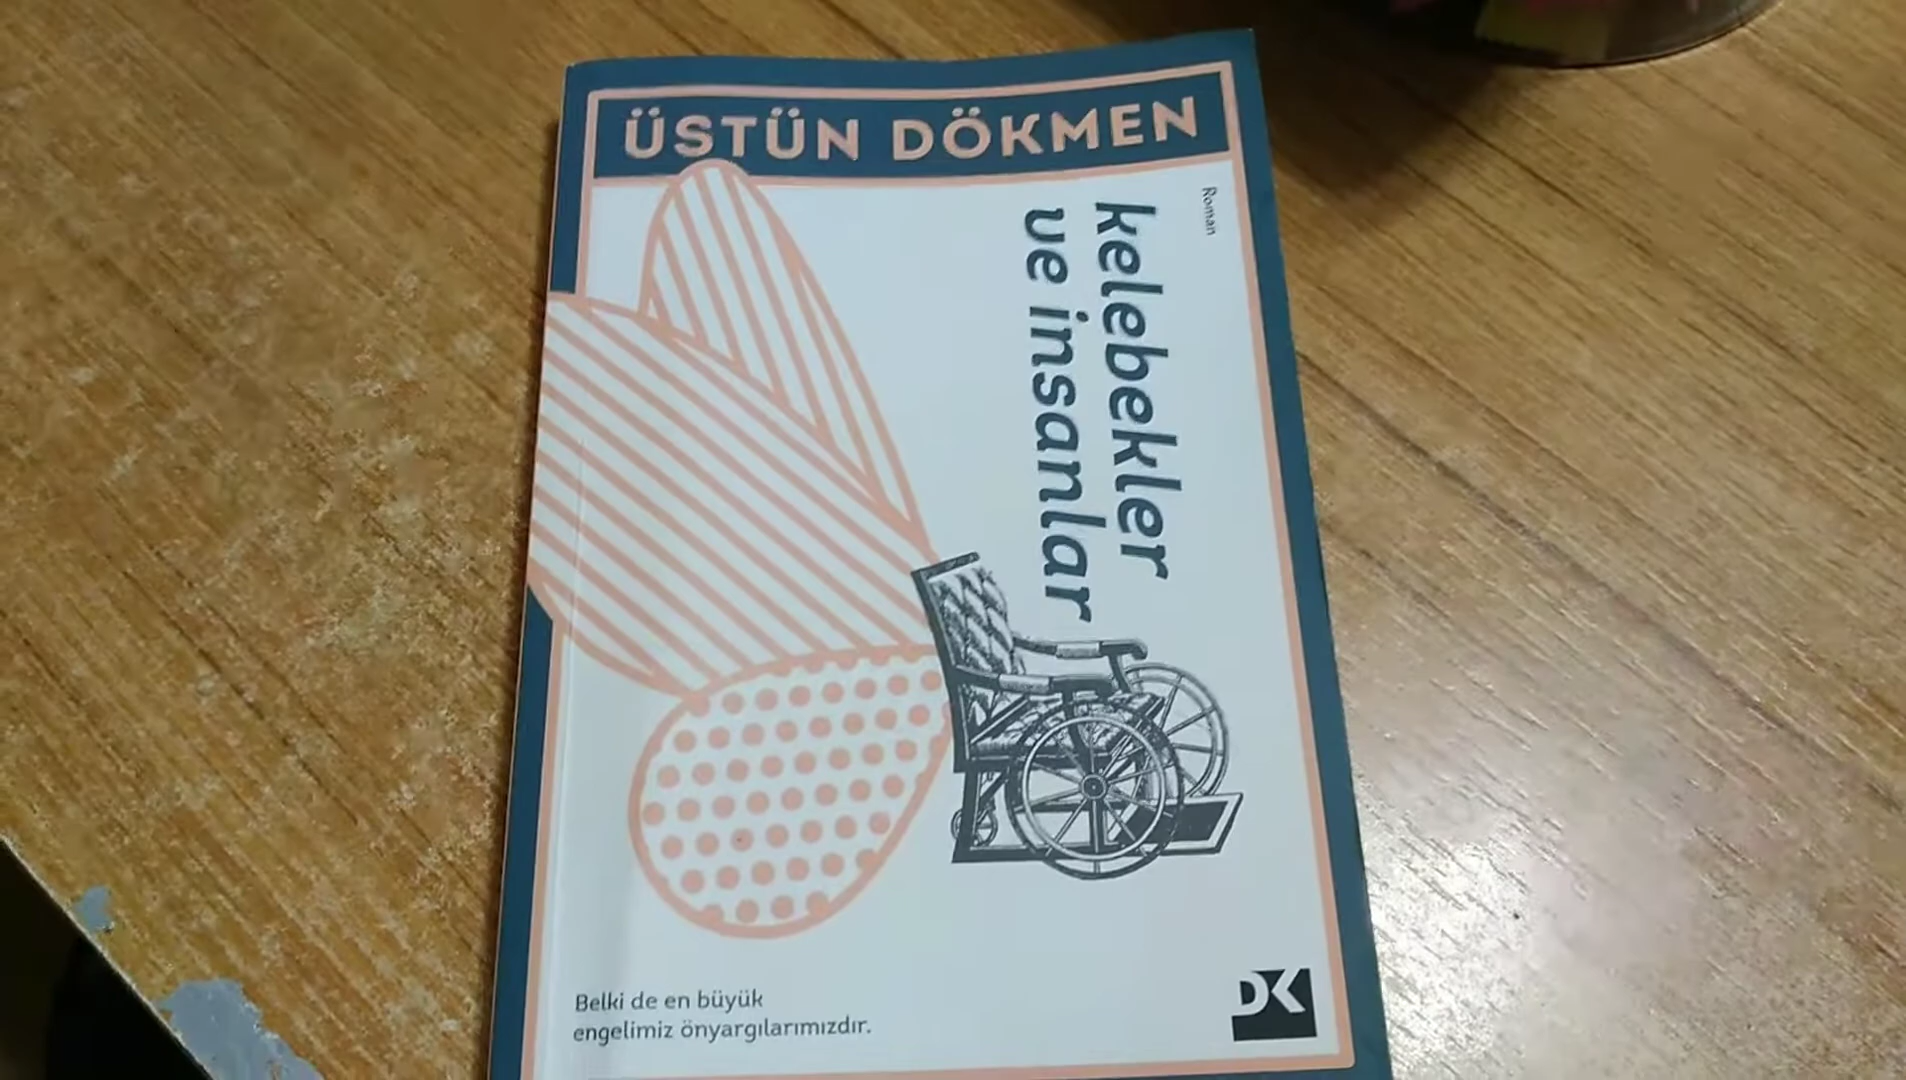 ÜSTÜN DÖKMEN
Roman
kelebekler
ve insanlar
Belki de en büyük
engelimiz önyargılarımızdır.
DK